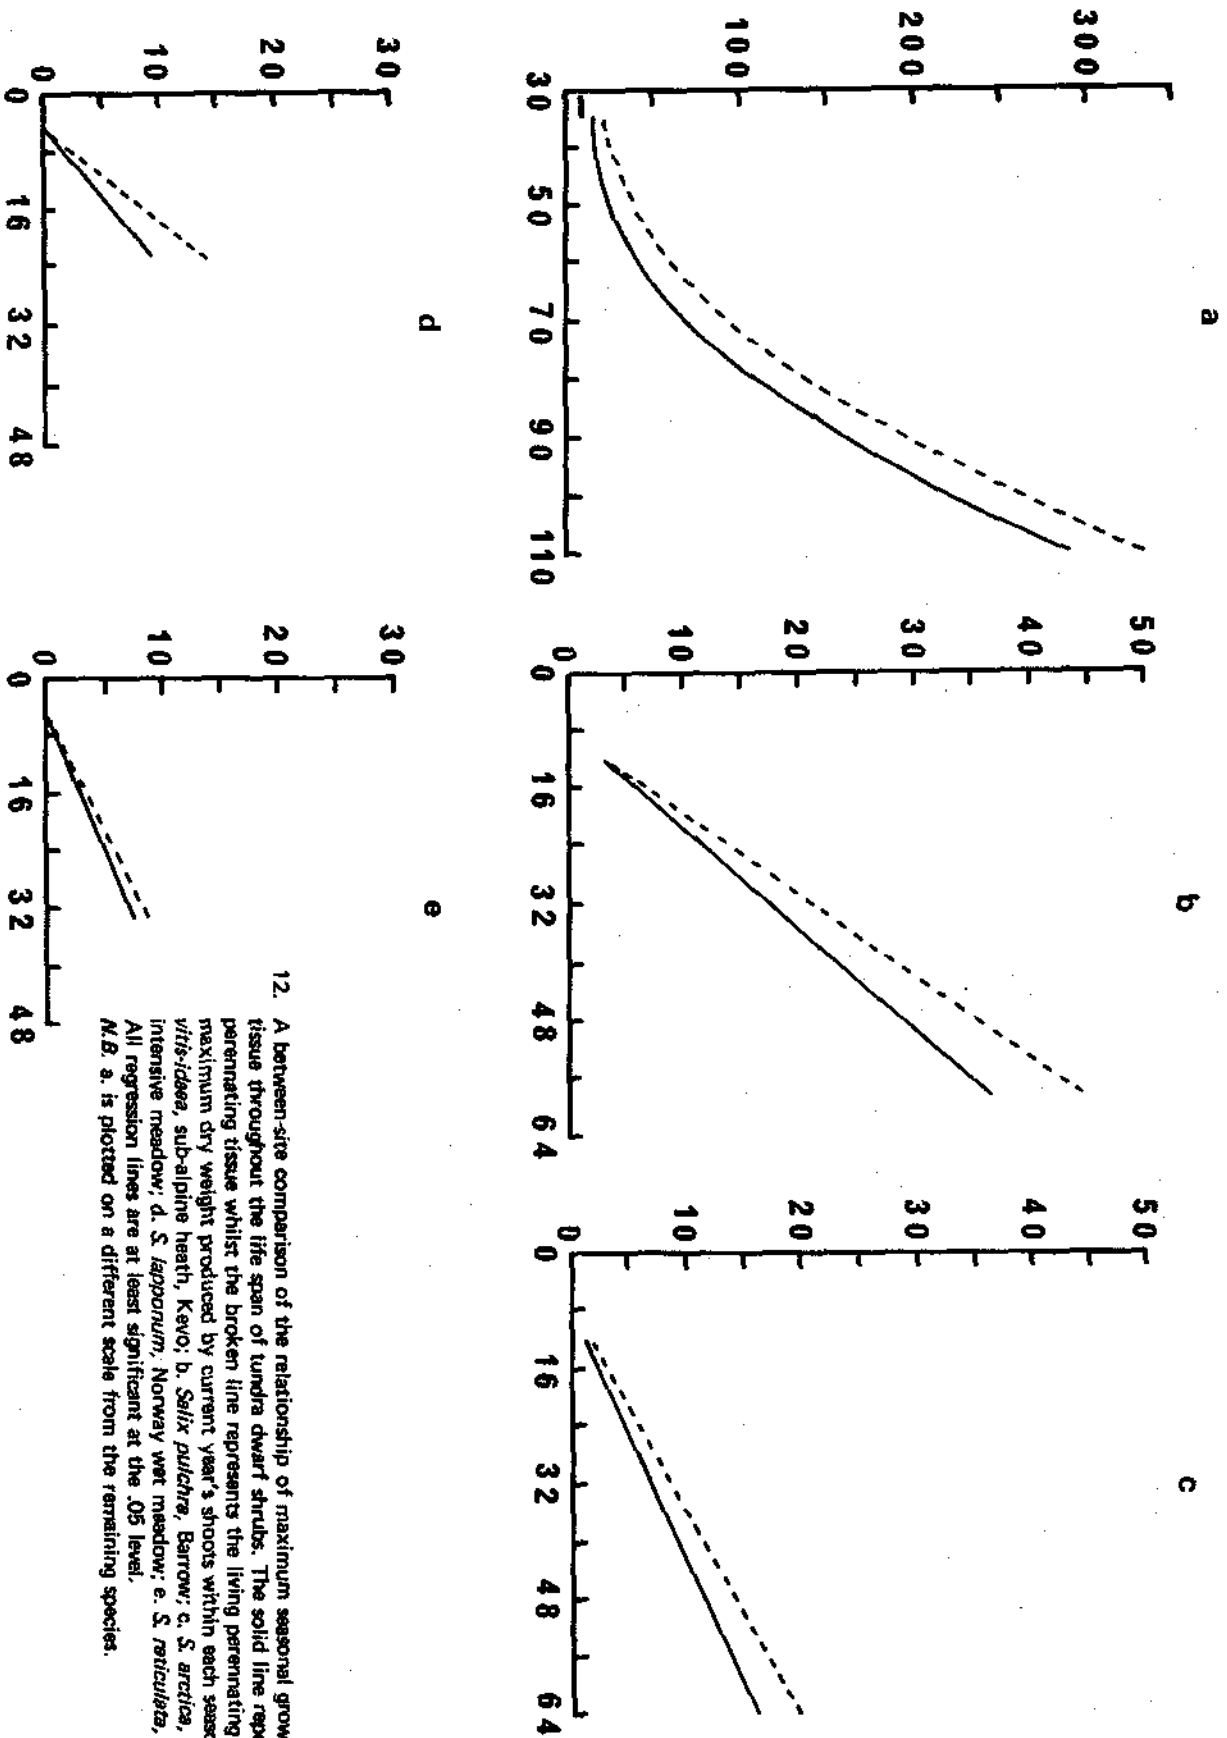 a
300
200
100
30 50 70 90 110
b
50
40
30
20
10
0
0 16 32 48 64
c
50
40
30
20
10
0
0 16 32 48 64
d
30
20
10
0
0 16 32 48
e
30
20
10
0
0 16 32 48
12. A between-site comparison of the relationship of maximum seasonal
tissue throughout the life span of tundra dwarf shrubs. The solid line
perennating tissue whilst the broken line represents the living perennating
maximum dry weight produced by current year's shoots within each
vitis-idaea, sub-alpine heath, Kevo; b. Salix pulchra, Barrow; c. S. arctica,
intensive meadow; d. S. lapponum, Norway wet meadow; e. S. reticulata,
All regression lines are at least significant at the .05 level.
N.B. a. is plotted on a different scale from the remaining species.